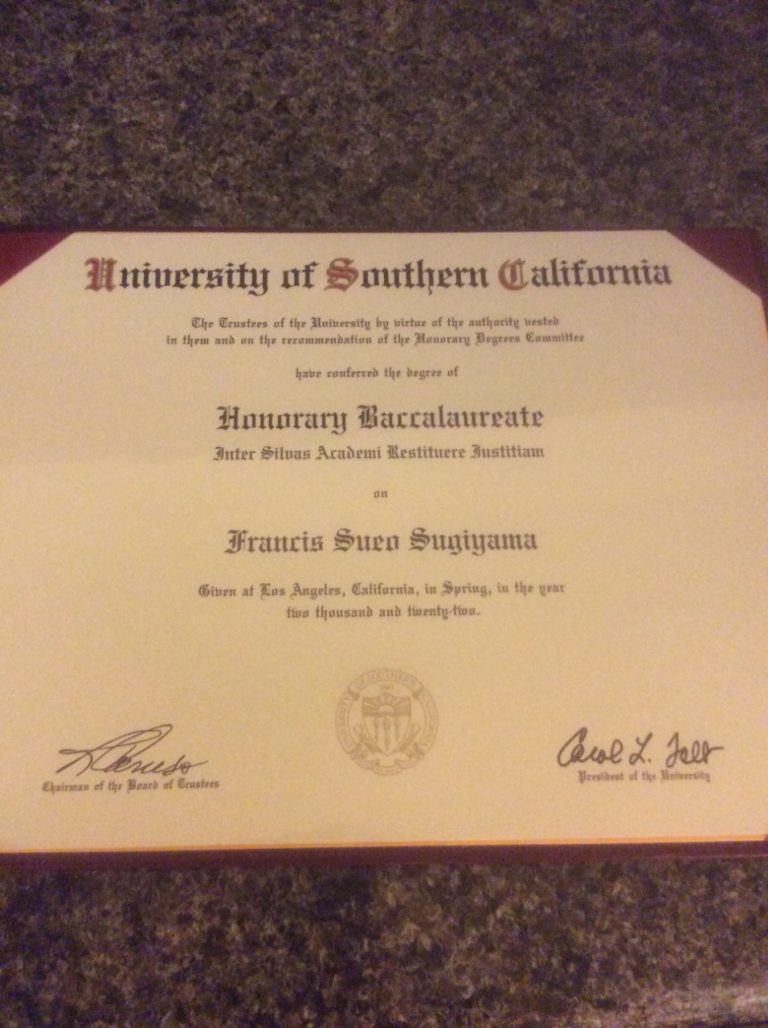 University of Southern California
The Trustees of the University by virtue of the authority vested
in them and on the recommendation of the Honorary Degrees Committee
have conferred the degree of
Honorary Baccalaureate
Inter Silvas Academi Restituere Iustitiam
on
Francis Sueo Sugiyama
Given at Los Angeles, California, in Spring, in the year
two thousand and twenty-two.
Carol L. Folt
Chairman of the Board of Trustees
President of the University